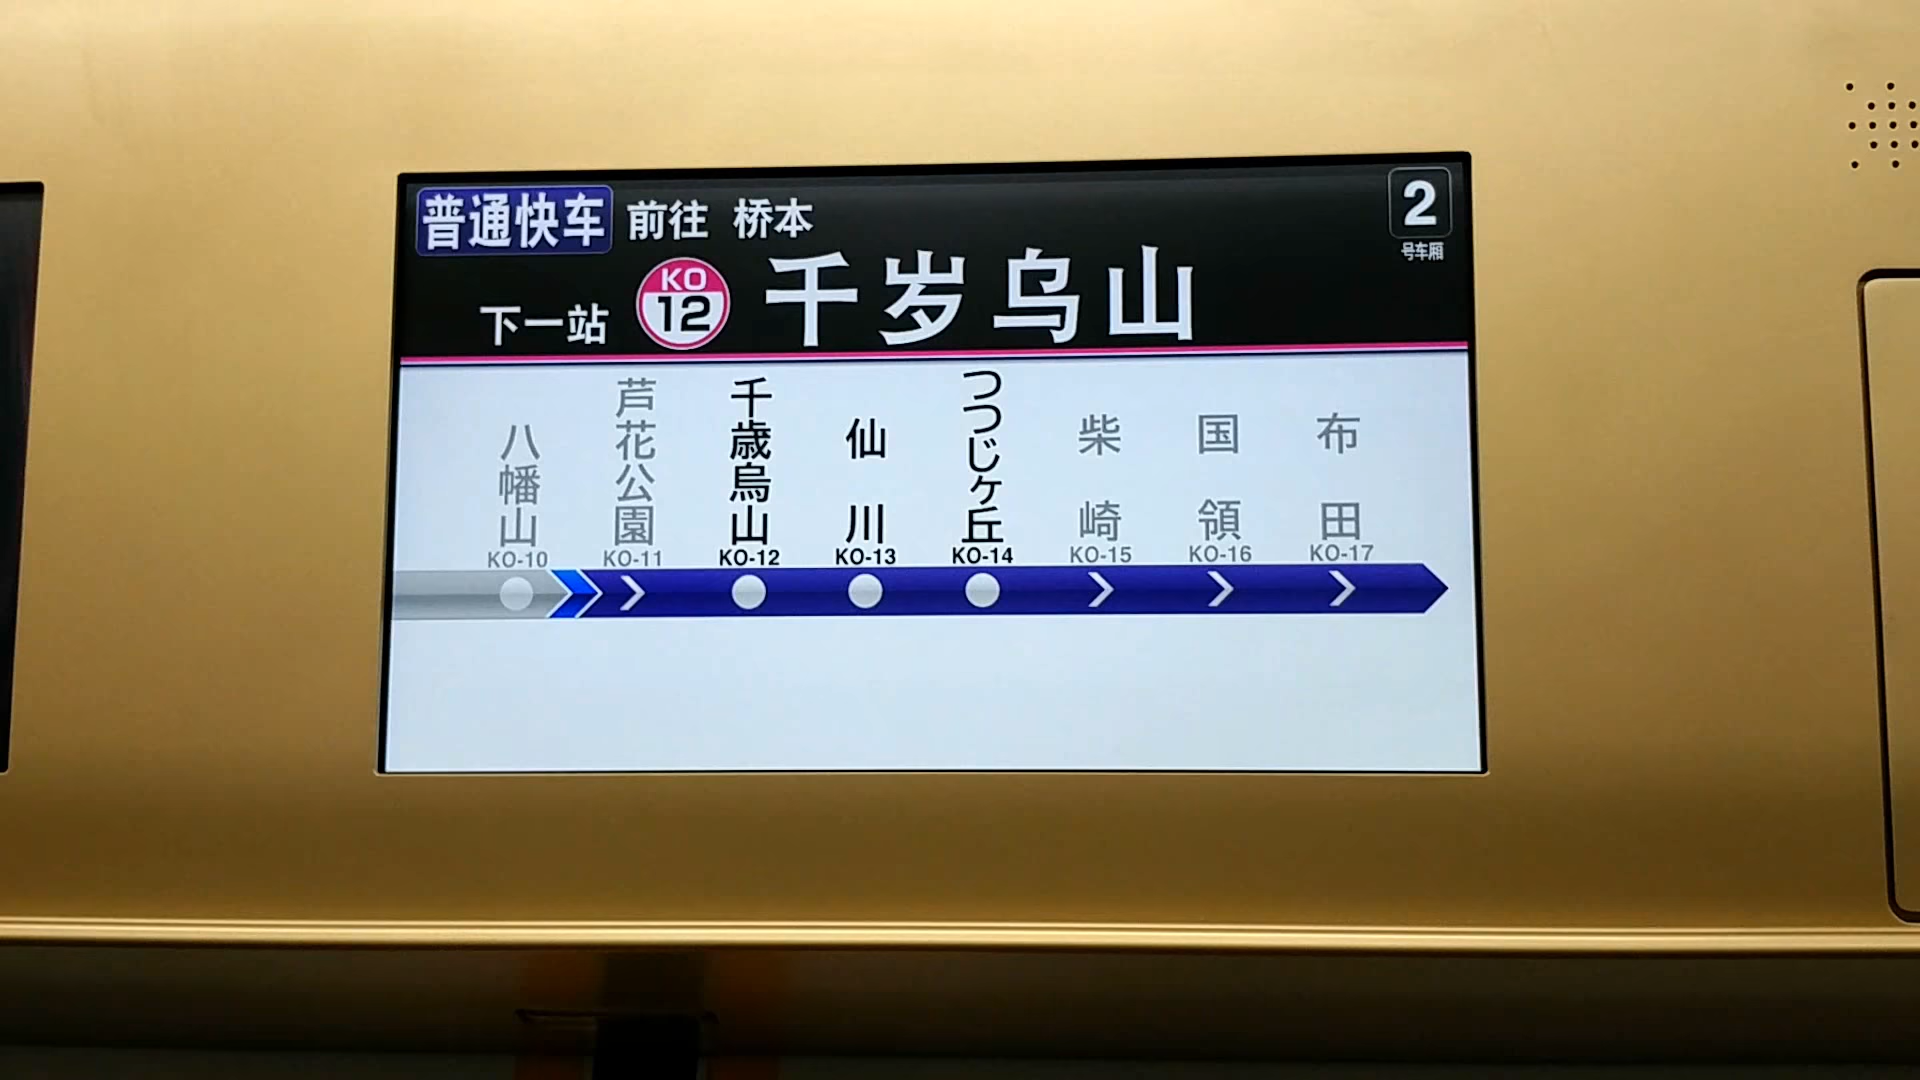 普通快车 前往 桥本
2
号车厢
下一站 KO 12 千岁乌山
八幡山
芦花公園
千歳烏山
仙川
つつじヶ丘
柴崎
国領
布田
KO-10 KO-11 KO-12 KO-13 KO-14 KO-15 KO-16 KO-17